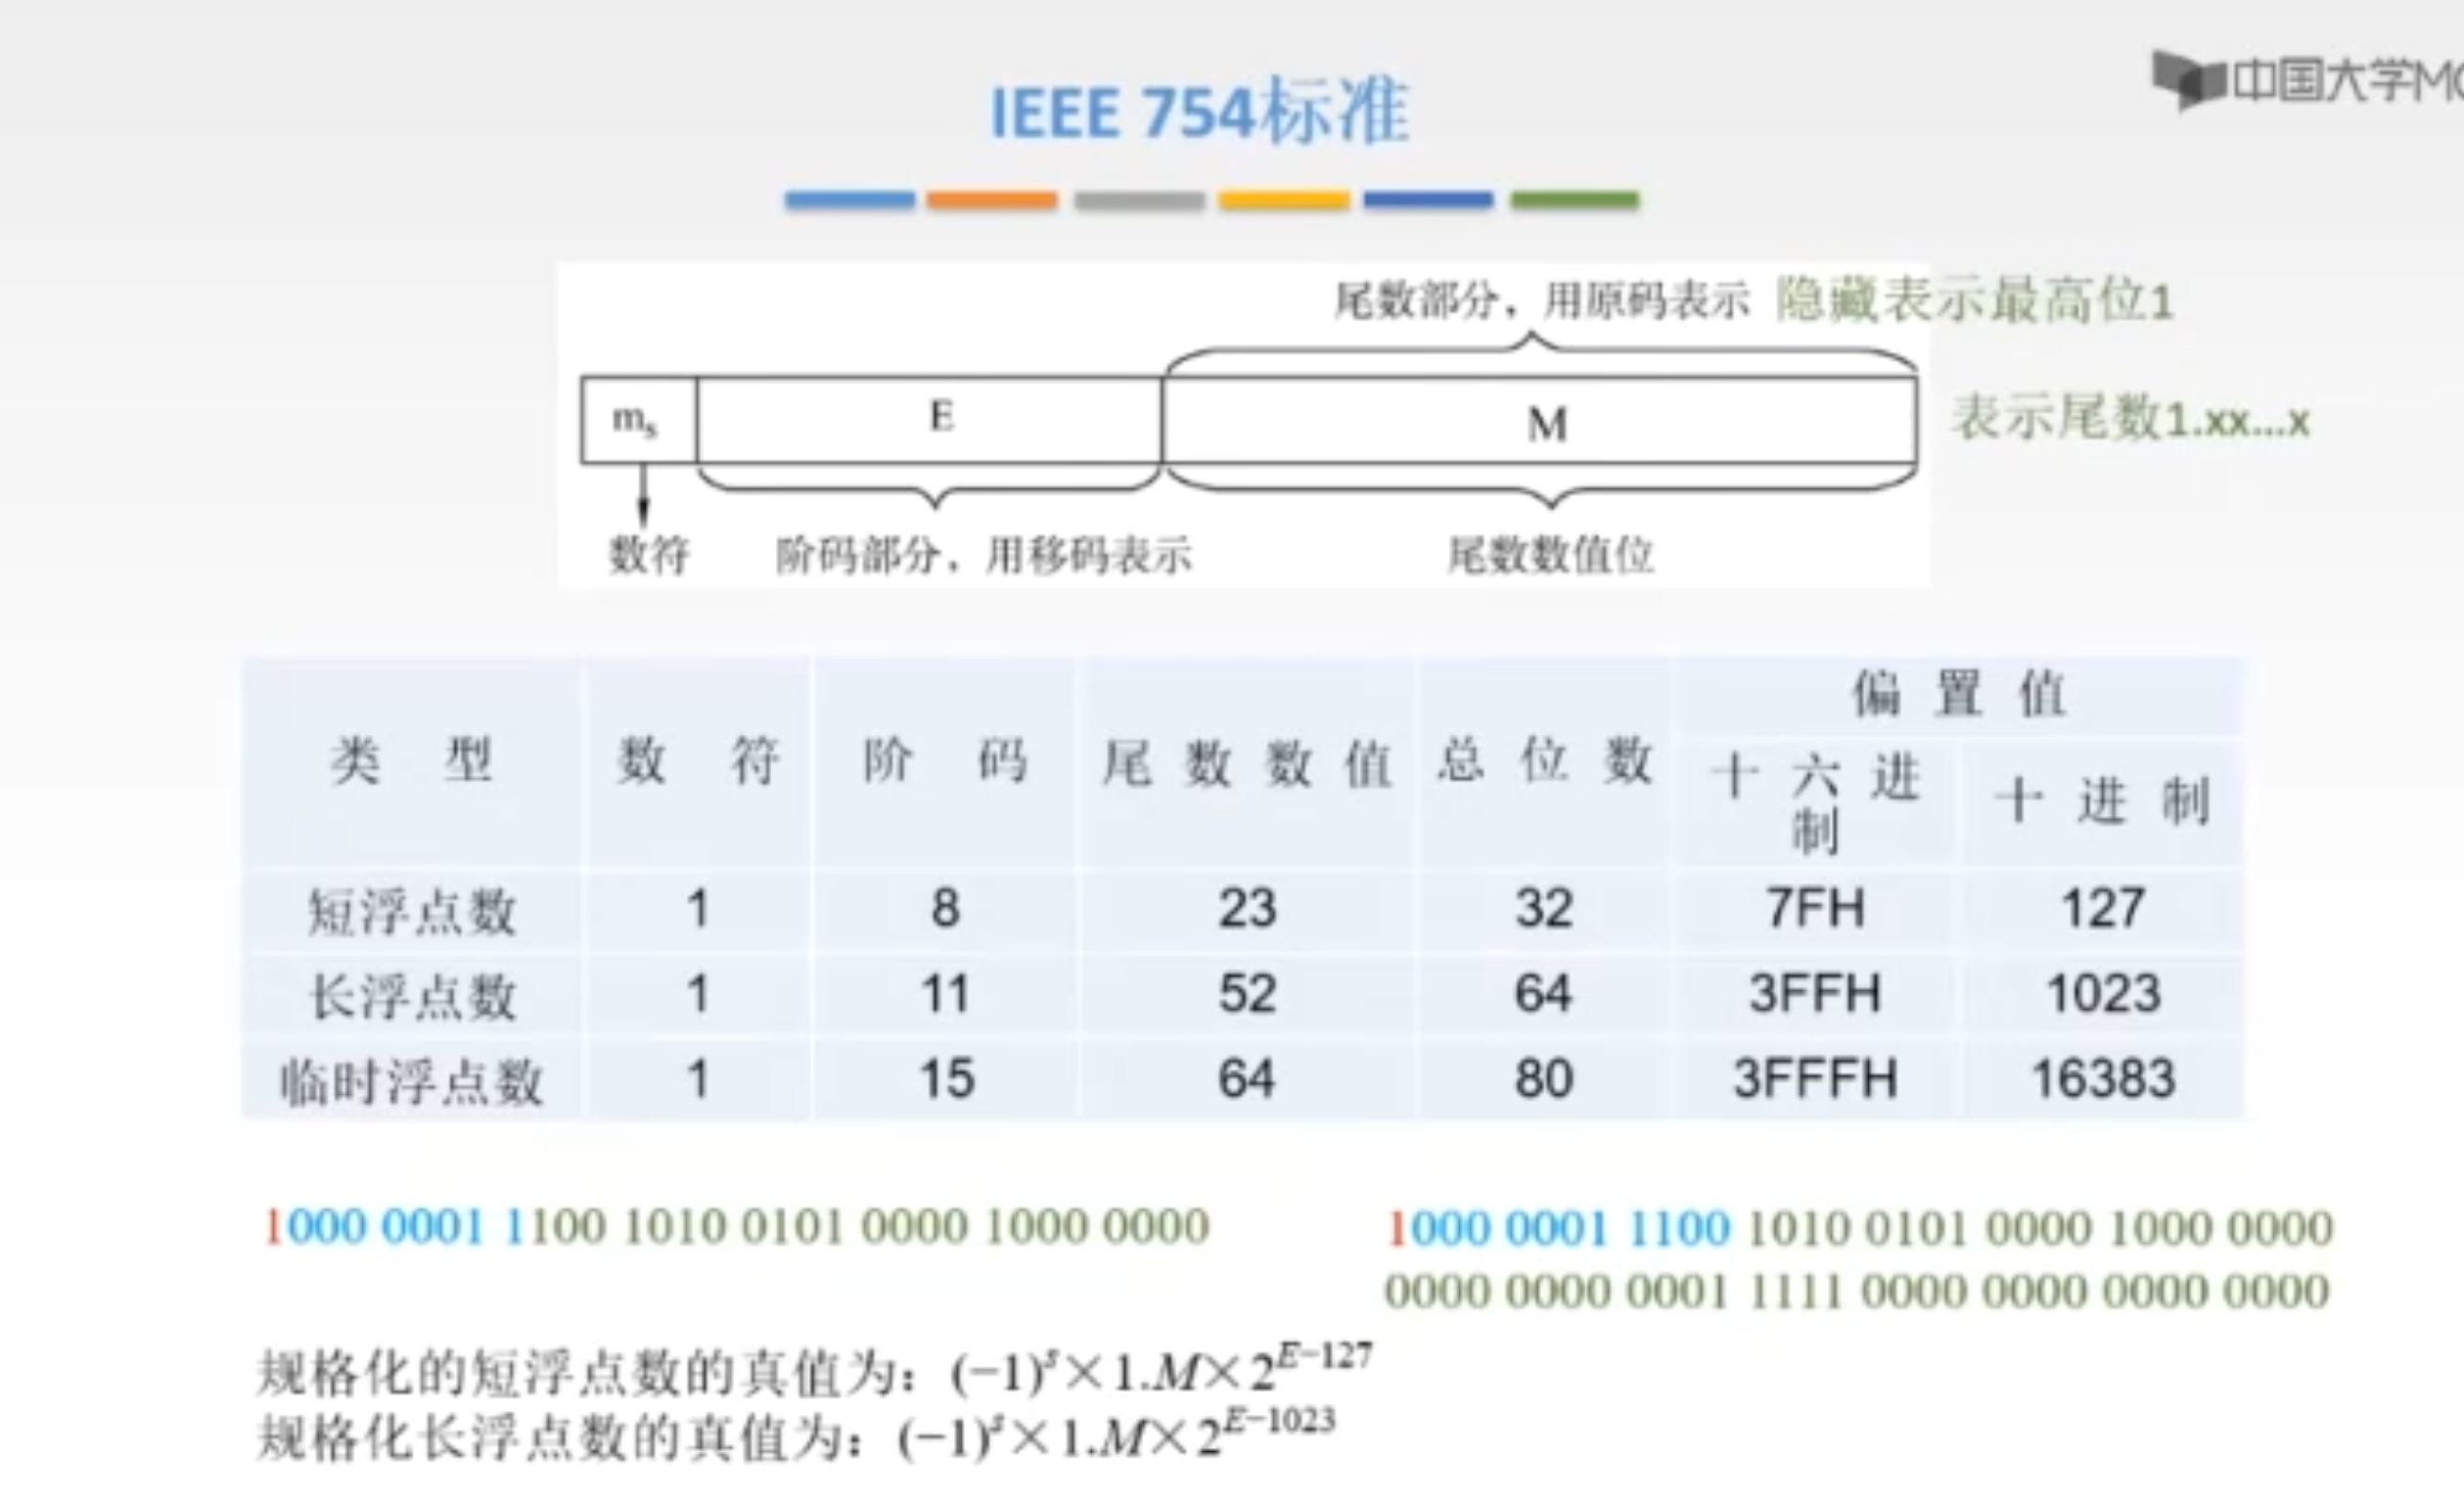 IEEE 754标准
中国大学MO
尾数部分，用原码表示 隐藏表示最高位1
ms E M 表示尾数1.xx...x
数符 阶码部分，用移码表示 尾数数值位
类 型 数 符 阶 码 尾数数值 总位数 偏置值
十六进制 十进制
短浮点数 1 8 23 32 7FH 127
长浮点数 1 11 52 64 3FFH 1023
临时浮点数 1 15 64 80 3FFFH 16383
1000 0001 1100 1010 0101 0000 1000 0000
1000 0001 1100 1010 0101 0000 1000 0000
0000 0000 0001 1111 0000 0000 0000 0000
规格化的短浮点数的真值为：(−1)^s×1.M×2^E−127
规格化长浮点数的真值为：(−1)^s×1.M×2^E−1023